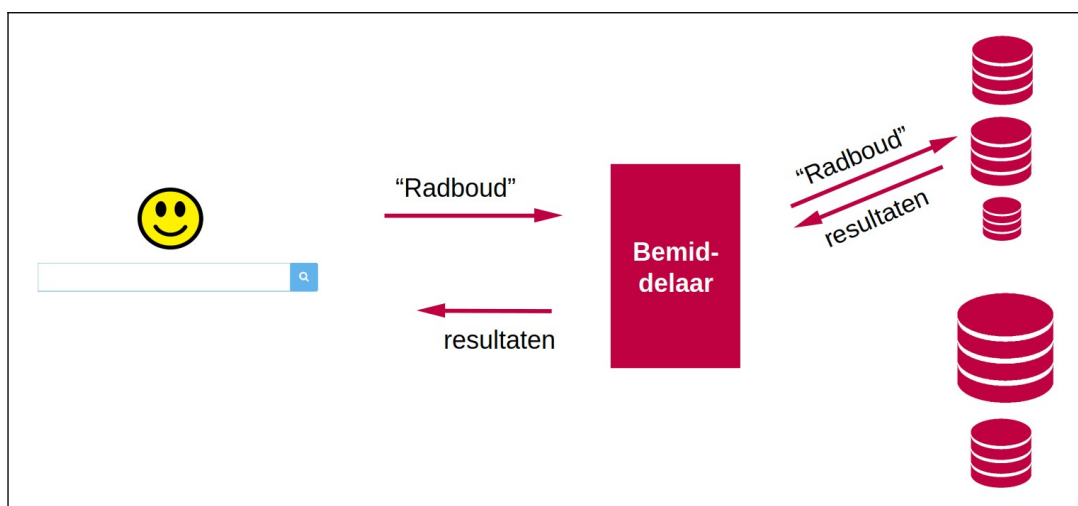 “Radboud”
resultaten
Bemid-
delaar
“Radboud”
resultaten